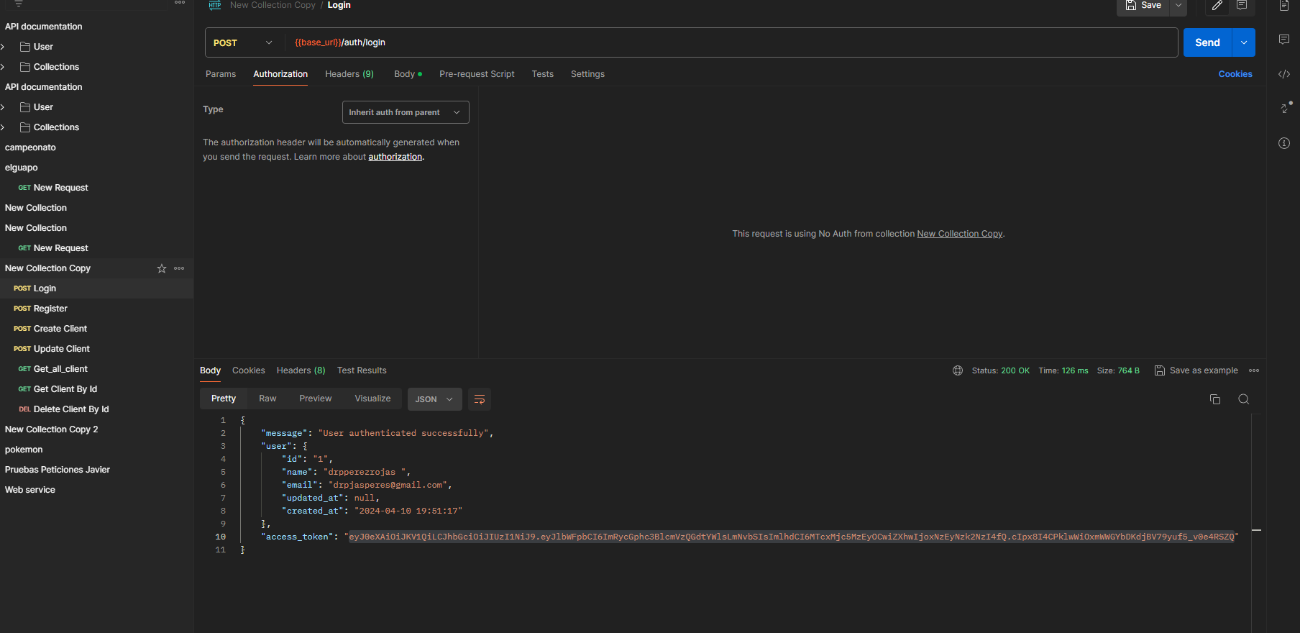 New Collection Copy / Login
Save
API documentation
User
Collections
API documentation
User
Collections
campeonato
elguapo
GET New Request
New Collection
New Collection
GET New Request
New Collection Copy
POST Login
POST Register
POST Create Client
POST Update Client
GET Get_all_client
GET Get Client By Id
DEL Delete Client By Id
New Collection Copy 2
pokemon
Pruebas Peticiones Javier
Web service
POST {{base_url}}/auth/login Send
Params Authorization Headers (9) Body Pre-request Script Tests Settings Cookies
Type Inherit auth from parent
The authorization header will be automatically generated when
you send the request. Learn more about authorization.
This request is using No Auth from collection New Collection Copy.
Body Cookies Headers (8) Test Results Status: 200 OK Time: 126 ms Size: 764 B Save as example
Pretty Raw Preview Visualize JSON
1 {
2 "message": "User authenticated successfully",
3 "user": {
4 "id": "1",
5 "name": "drpperezrojas ",
6 "email": "drpjasperes@gmail.com",
7 "updated_at": null,
8 "created_at": "2024-04-10 19:51:17"
9 },
10 "access_token":
11 }